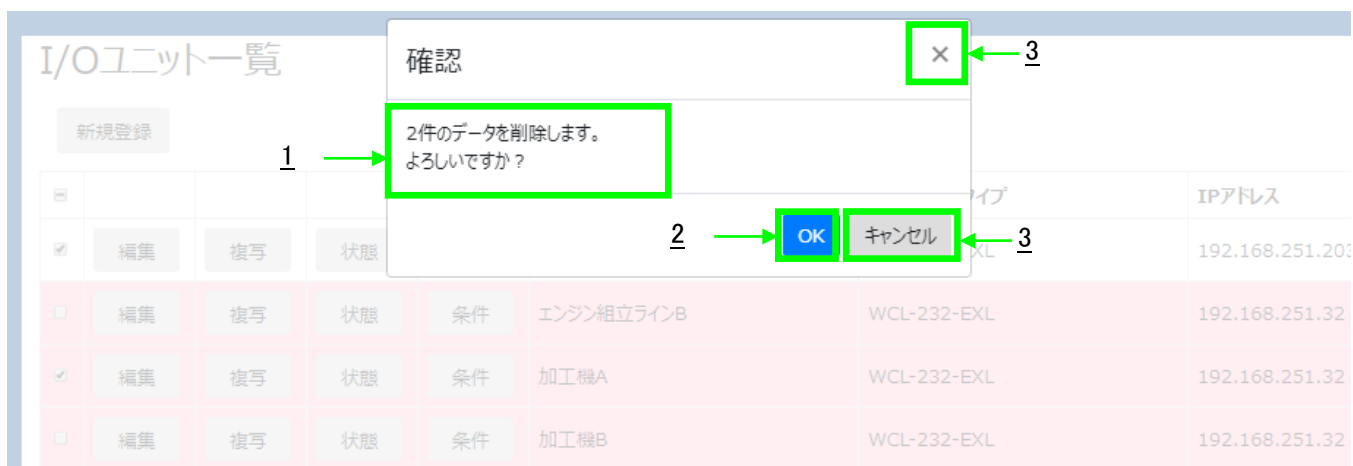 I/Oユニット一覧
確認
×
3
新規登録
2件のデータを削除します。
よろしいですか？
1
イプ IPアドレス
OK キャンセル
2
3
編集 複写 状態 XL 192.168.251.203
編集 複写 状態 条件 エンジン組立ラインB WCL-232-EXL 192.168.251.32
編集 複写 状態 条件 加工機A WCL-232-EXL 192.168.251.32
編集 複写 状態 条件 加工機B WCL-232-EXL 192.168.251.32